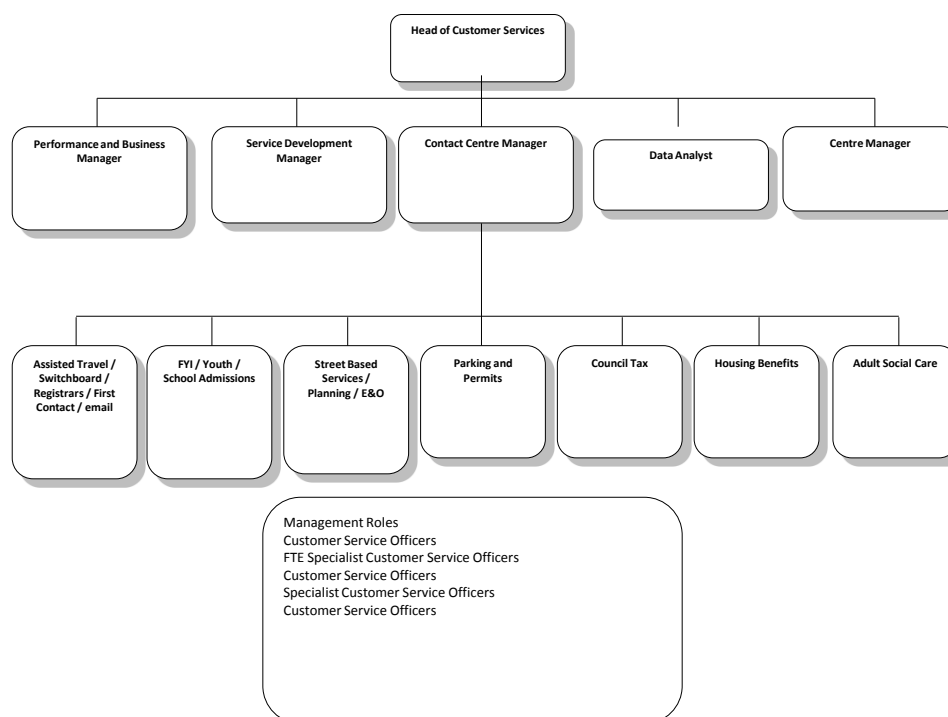 Head of Customer Services
Performance and Business
Manager
Service Development
Manager
Contact Centre Manager
Data Analyst
Centre Manager
Assisted Travel /
Switchboard /
Registrars / First
Contact / email
FYI / Youth /
School Admissions
Street Based
Services /
Planning / E&O
Parking and
Permits
Council Tax
Housing Benefits
Adult Social Care
Management Roles
Customer Service Officers
FTE Specialist Customer Service Officers
Customer Service Officers
Specialist Customer Service Officers
Customer Service Officers